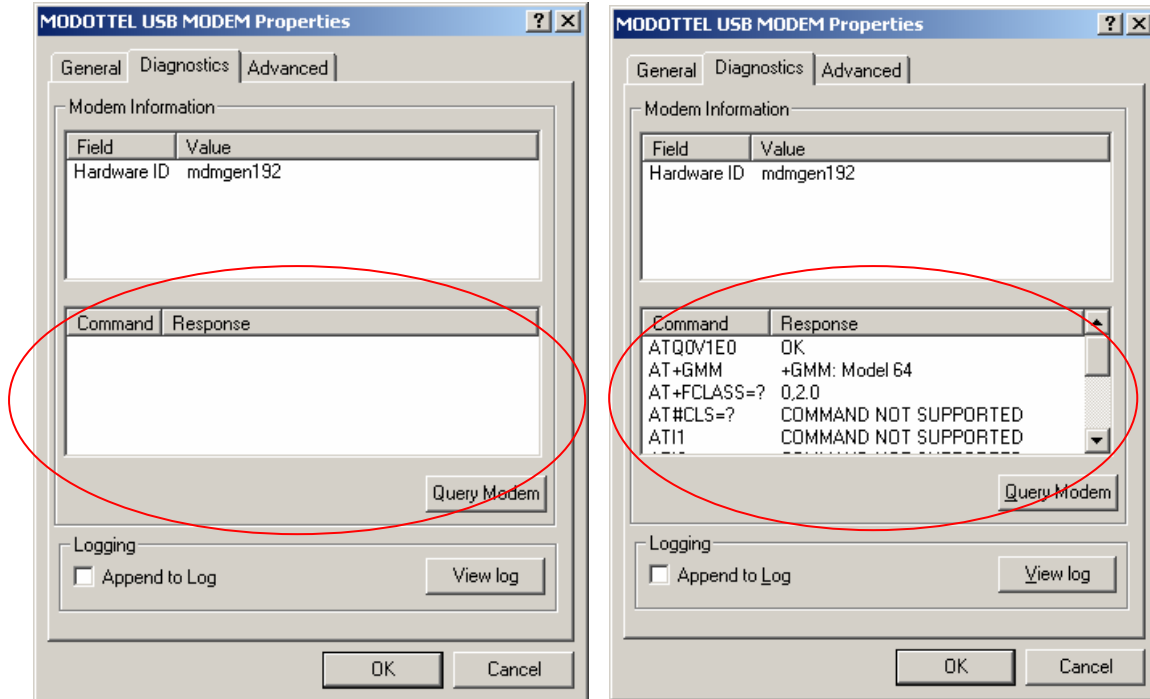 MODOTTEL USB MODEM Properties
General Diagnostics Advanced
Modem Information
Field Value
Hardware ID mdmgen192
Command Response
Query Modem
Logging
Append to Log View log
OK Cancel
MODOTTEL USB MODEM Properties
General Diagnostics Advanced
Modem Information
Field Value
Hardware ID mdmgen192
Command Response
ATQ0V1E0 OK
AT+GMM +GMM: Model 64
AT+FCLASS=? 0,2.0
AT#CLS=? COMMAND NOT SUPPORTED
ATI1 COMMAND NOT SUPPORTED
Query Modem
Logging
Append to Log View log
OK Cancel